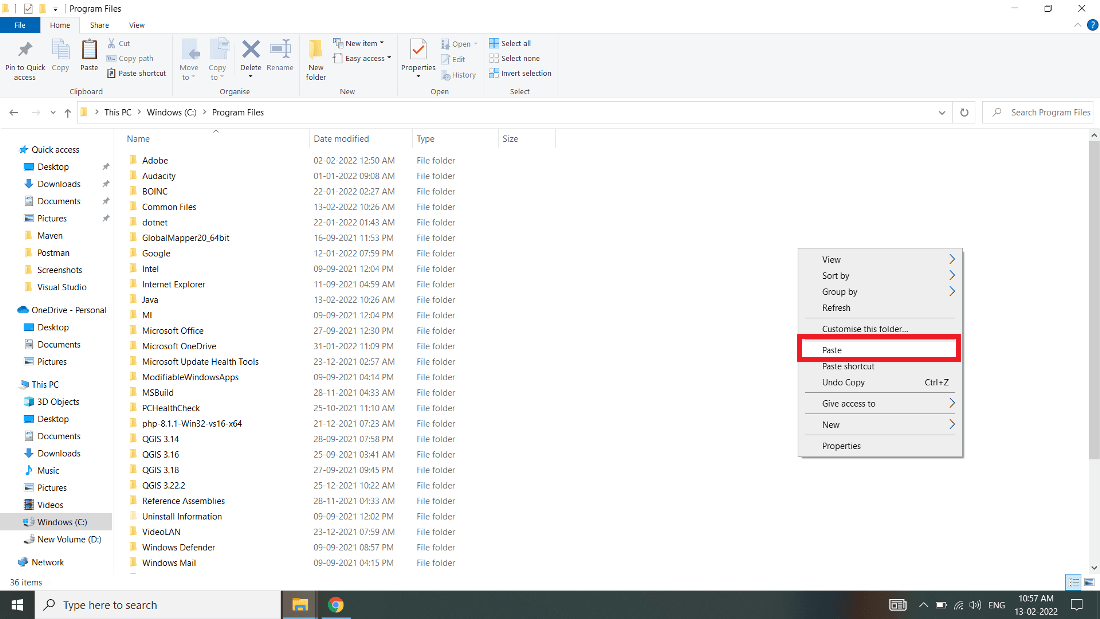 Program Files
File Home Share View
Pin to Quick access
Copy
Paste
Cut
Copy path
Paste shortcut
Clipboard
Move to
Copy to
Delete
Rename
Organise
New folder
New item
Easy access
New
Properties
Open
Edit
History
Open
Select all
Select none
Invert selection
Select
This PC > Windows (C:) > Program Files
Search Program Files
Quick access
Desktop
Downloads
Documents
Pictures
Maven
Postman
Screenshots
Visual Studio
OneDrive - Personal
Desktop
Documents
Pictures
This PC
3D Objects
Desktop
Documents
Downloads
Music
Pictures
Videos
Windows (C:)
New Volume (D:)
Network
Name Date modified Type Size
Adobe 02-02-2022 12:50 AM File folder
Audacity 01-01-2022 09:08 AM File folder
BOINC 22-01-2022 02:27 AM File folder
Common Files 13-02-2022 10:26 AM File folder
dotnet 22-01-2022 01:43 AM File folder
GlobalMapper20_64bit 16-09-2021 11:53 PM File folder
Google 12-01-2022 07:59 PM File folder
Intel 09-09-2021 12:04 PM File folder
Internet Explorer 11-09-2021 04:59 AM File folder
Java 13-02-2022 10:26 AM File folder
MI 09-09-2021 12:04 PM File folder
Microsoft Office 27-09-2021 12:30 PM File folder
Microsoft OneDrive 31-01-2022 11:09 PM File folder
Microsoft Update Health Tools 23-12-2021 02:57 AM File folder
ModifiableWindowsApps 09-09-2021 04:14 PM File folder
MSBuild 28-11-2021 04:33 AM File folder
PCHealthCheck 25-10-2021 11:10 AM File folder
php-8.1.1-Win32-vs16-x64 21-12-2021 07:23 AM File folder
QGIS 3.14 28-09-2021 07:58 PM File folder
QGIS 3.16 25-09-2021 03:41 AM File folder
QGIS 3.18 27-09-2021 09:45 PM File folder
QGIS 3.22.2 25-12-2021 10:22 AM File folder
Reference Assemblies 28-11-2021 04:33 AM File folder
Uninstall Information 09-09-2021 12:02 PM File folder
VideoLAN 23-12-2021 07:59 AM File folder
Windows Defender 09-09-2021 08:57 PM File folder
Windows Mail 09-09-2021 04:15 PM File folder
View
Sort by
Group by
Refresh
Customise this folder...
Paste
Paste shortcut
Undo Copy Ctrl+Z
Give access to
New
Properties
36 items
Type here to search
ENG
10:57 AM
13-02-2022